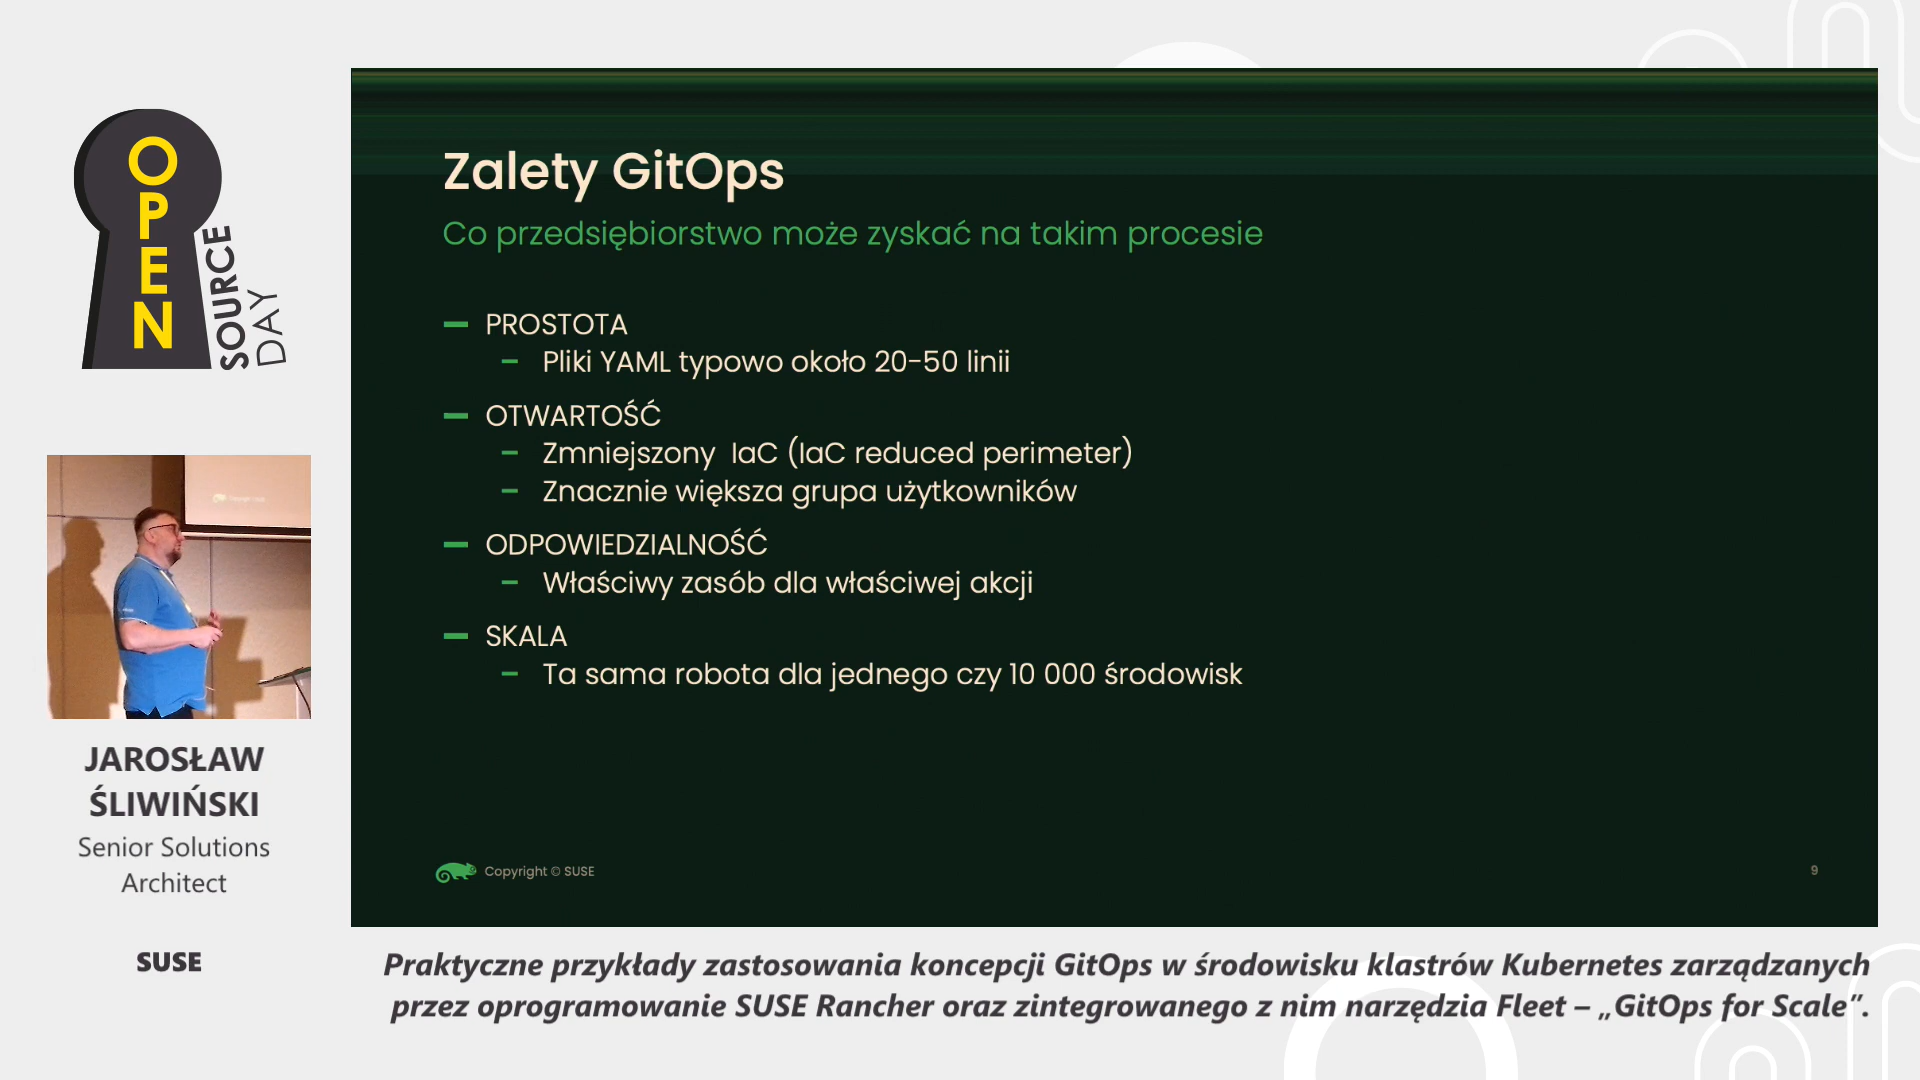 OPEN
SOURCE
DAY
Zalety GitOps
Co przedsiębiorstwo może zyskać na takim procesie
– PROSTOTA
– Pliki YAML typowo około 20-50 linii
– OTWARTOŚĆ
– Zmniejszony IaC (IaC reduced perimeter)
– Znacznie większa grupa użytkowników
– ODPOWIEDZIALNOŚĆ
– Właściwy zasób dla właściwej akcji
– SKALA
– Ta sama robota dla jednego czy 10 000 środowisk
Copyright © SUSE
9
JAROSŁAW
ŚLIWIŃSKI
Senior Solutions
Architect
SUSE
Praktyczne przykłady zastosowania koncepcji GitOps w środowisku klastrów Kubernetes zarządzanych
przez oprogramowanie SUSE Rancher oraz zintegrowanego z nim narzędzia Fleet – „GitOps for Scale”.